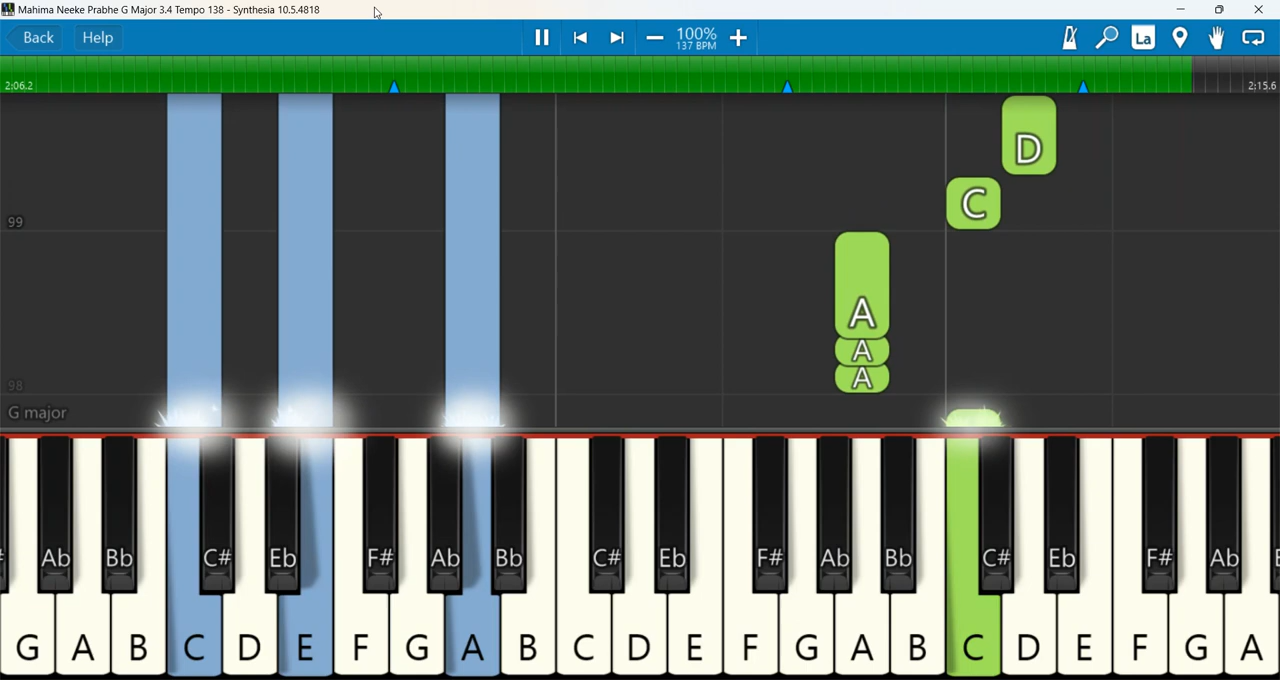 Mahima Neeke Prabhe G Major 3.4 Tempo 138 - Synthesia 10.5.4818
Back Help 100% La
137 BPM
2:06.2 2:15.6
D
C
99
A
A
A
98
G major
Ab Bb C# Eb F# Ab Bb C# Eb F# Ab Bb C# Eb F# Ab
G A B C D E F G A B C D E F G A B C D E F G A